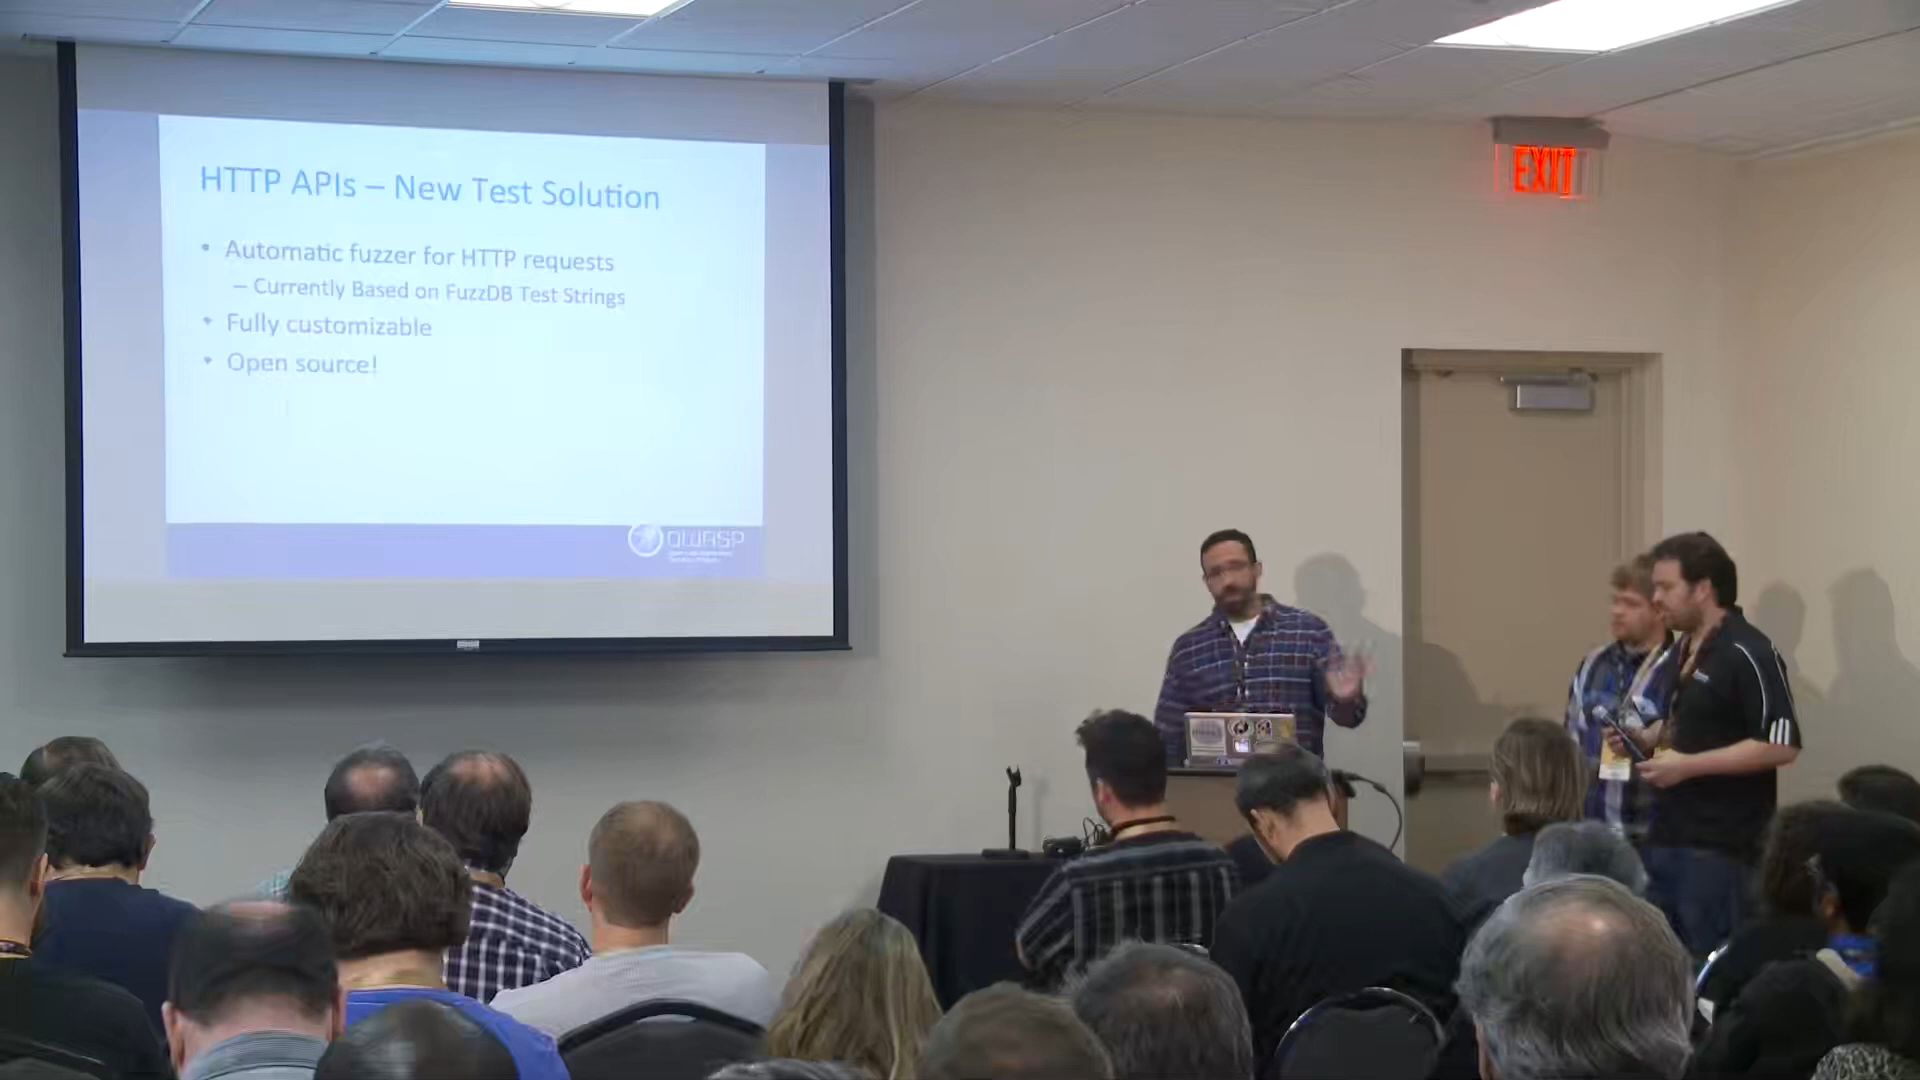 HTTP APIs – New Test Solution
• Automatic fuzzer for HTTP requests
– Currently Based on FuzzDB Test Strings
• Fully customizable
• Open source!
OWASP
EXIT